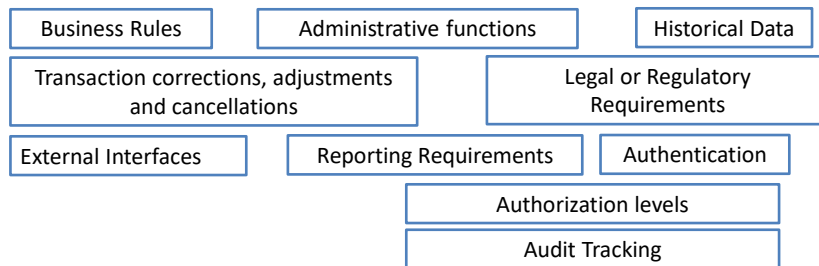 Business Rules
Administrative functions
Historical Data
Transaction corrections, adjustments
and cancellations
Legal or Regulatory
Requirements
External Interfaces
Reporting Requirements
Authentication
Authorization levels
Audit Tracking